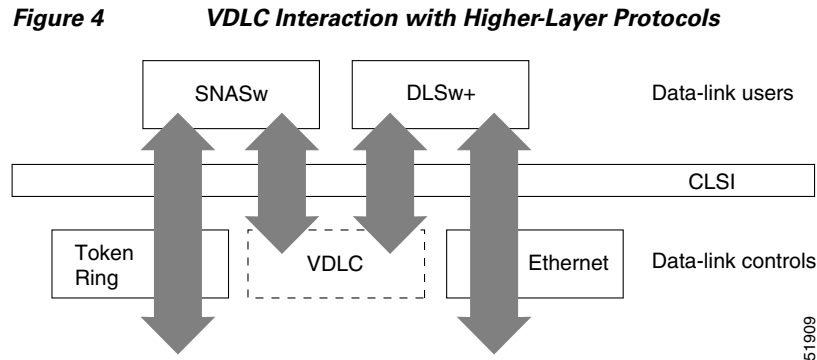 Figure 4 VDLC Interaction with Higher-Layer Protocols
SNASw DLSw+ Data-link users
CLSI
Token
Ring
VDLC Ethernet Data-link controls
51909